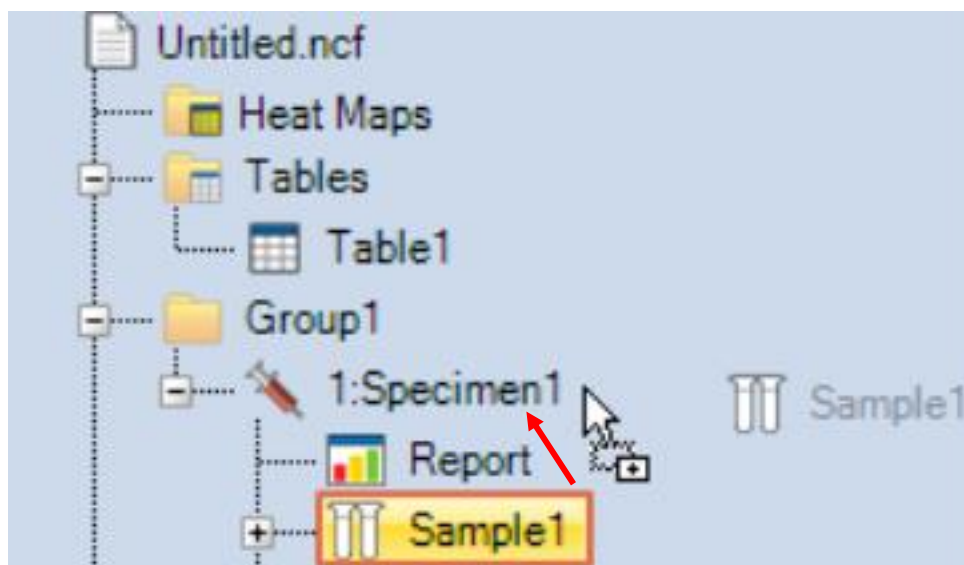 Untitled.ncf
Heat Maps
Tables
Table1
Group1
1:Specimen1
Sample1
Report
Sample1